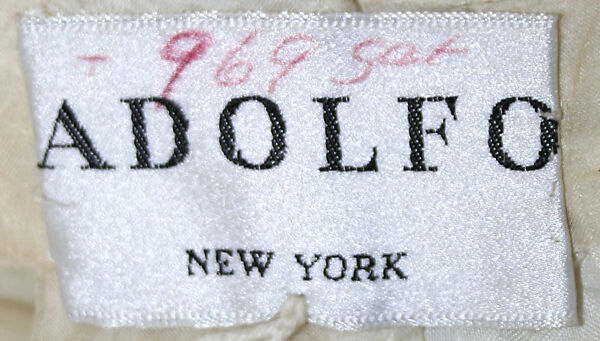 - 969 sat
ADOLFO
NEW YORK